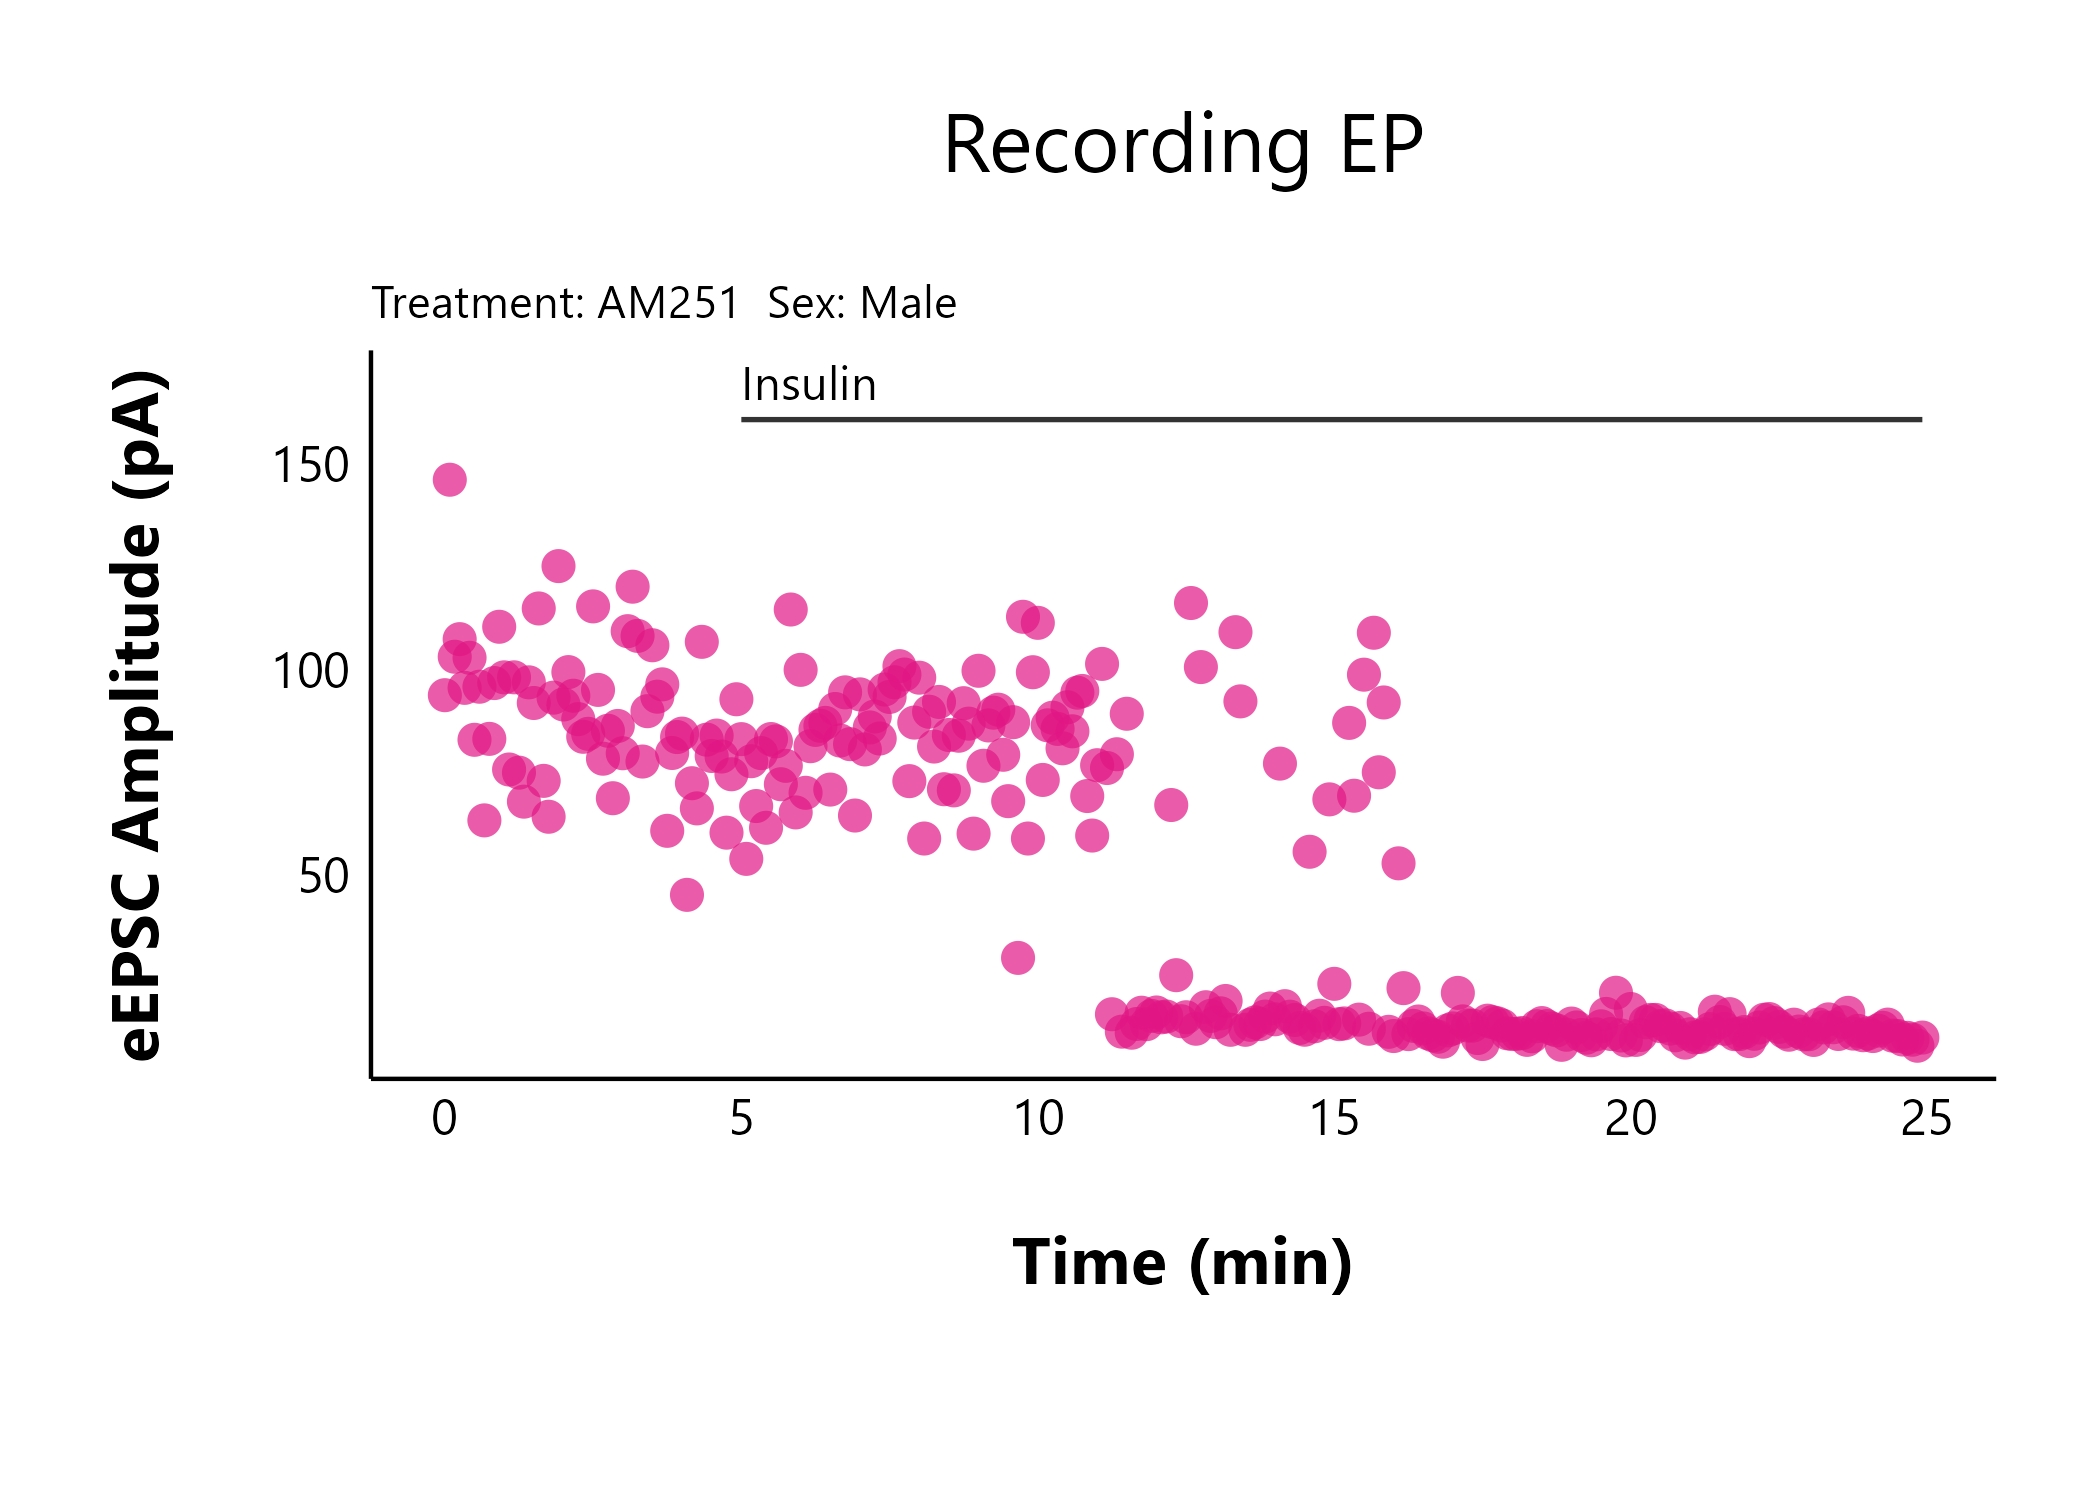 Recording EP
Treatment: AM251  Sex: Male
Insulin
eEPSC Amplitude (pA)
150
100
50
0 5 10 15 20 25
Time (min)